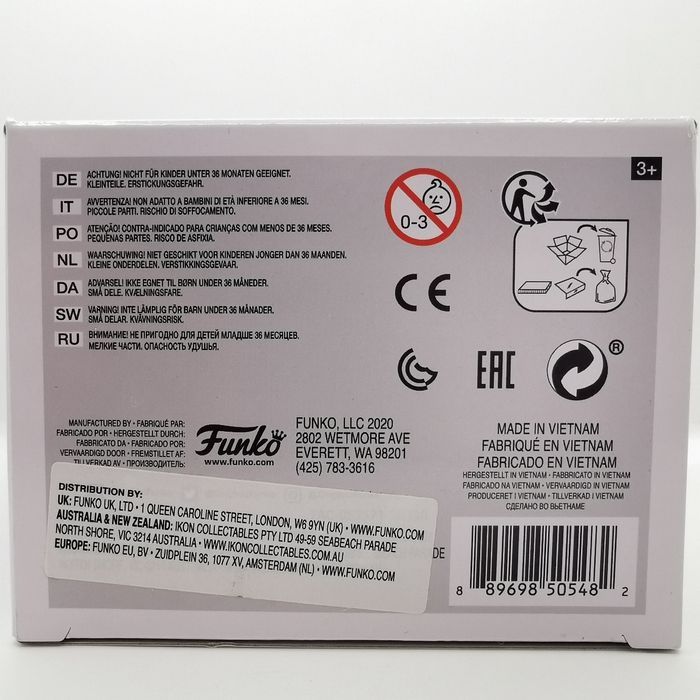 3+
DE ACHTUNG! NICHT FÜR KINDER UNTER 36 MONATEN GEEIGNET.
KLEINTEILE. ERSTICKUNGSGEFAHR.
IT AVVERTENZA! NON ADATTO A BAMBINI DI ETÀ INFERIORE A 36 MESI.
PICCOLE PARTI. RISCHIO DI SOFFOCAMENTO.
PO ATENÇÃO! CONTRA-INDICADO PARA CRIANÇAS COM MENOS DE 36 MESES.
PEQUENAS PARTES. RISCO DE ASFIXIA.
NL WAARSCHUWING! NIET GESCHIKT VOOR KINDEREN JONGER DAN 36 MAANDEN.
KLEINE ONDERDELEN. VERSTIKKINGSGEVAAR.
DA ADVARSEL! IKKE EGNET TIL BØRN UNDER 36 MÅNEDER.
SMÅ DELE. KVÆLNINGSFARE.
SW VARNING! INTE LÄMPLIG FÖR BARN UNDER 36 MÅNADER.
SMÅ DELAR. KVÄVNINGSRISK.
RU ВНИМАНИЕ! НЕ ПРИГОДНО ДЛЯ ДЕТЕЙ МЛАДШЕ 36 МЕСЯЦЕВ.
МЕЛКИЕ ЧАСТИ. ОПАСНОСТЬ УДУШЬЯ.
0-3
CE
EAC
®
MANUFACTURED BY • FABRIQUÉ PAR:
FABRICADO POR • HERGESTELLT DURCH:
FABBRICATO DA • FABRICADO POR:
VERVAARDIGD DOOR • FREMSTILLET AF:
TILLVERKAD AV • ПРОИЗВОДИТЕЛЬ:
Funko
www.funko.com
FUNKO, LLC 2020
2802 WETMORE AVE
EVERETT, WA 98201
(425) 783-3616
MADE IN VIETNAM
FABRIQUÉ EN VIETNAM
FABRICADO EN VIETNAM
HERGESTELLT IN VIETNAM • FABBRICATO IN VIETNAM
FABRICADO NA VIETNAM • VERVAARDIGD IN VIETNAM
PRODUCERET I VIETNAM • TILLVERKAD I VIETNAM
СДЕЛАНО ВО ВЬЕТНАМЕ
DISTRIBUTION BY:
UK: FUNKO UK, LTD • 1 QUEEN CAROLINE STREET, LONDON, W6 9YN (UK) • WWW.FUNKO.COM
AUSTRALIA & NEW ZEALAND: IKON COLLECTABLES PTY LTD 49-59 SEABEACH PARADE
NORTH SHORE, VIC 3214 AUSTRALIA • WWW.IKONCOLLECTABLES.COM.AU
EUROPE: FUNKO EU, BV • ZUIDPLEIN 36, 1077 XV, AMSTERDAM (NL) • WWW.FUNKO.COM
8 89698 50548 2